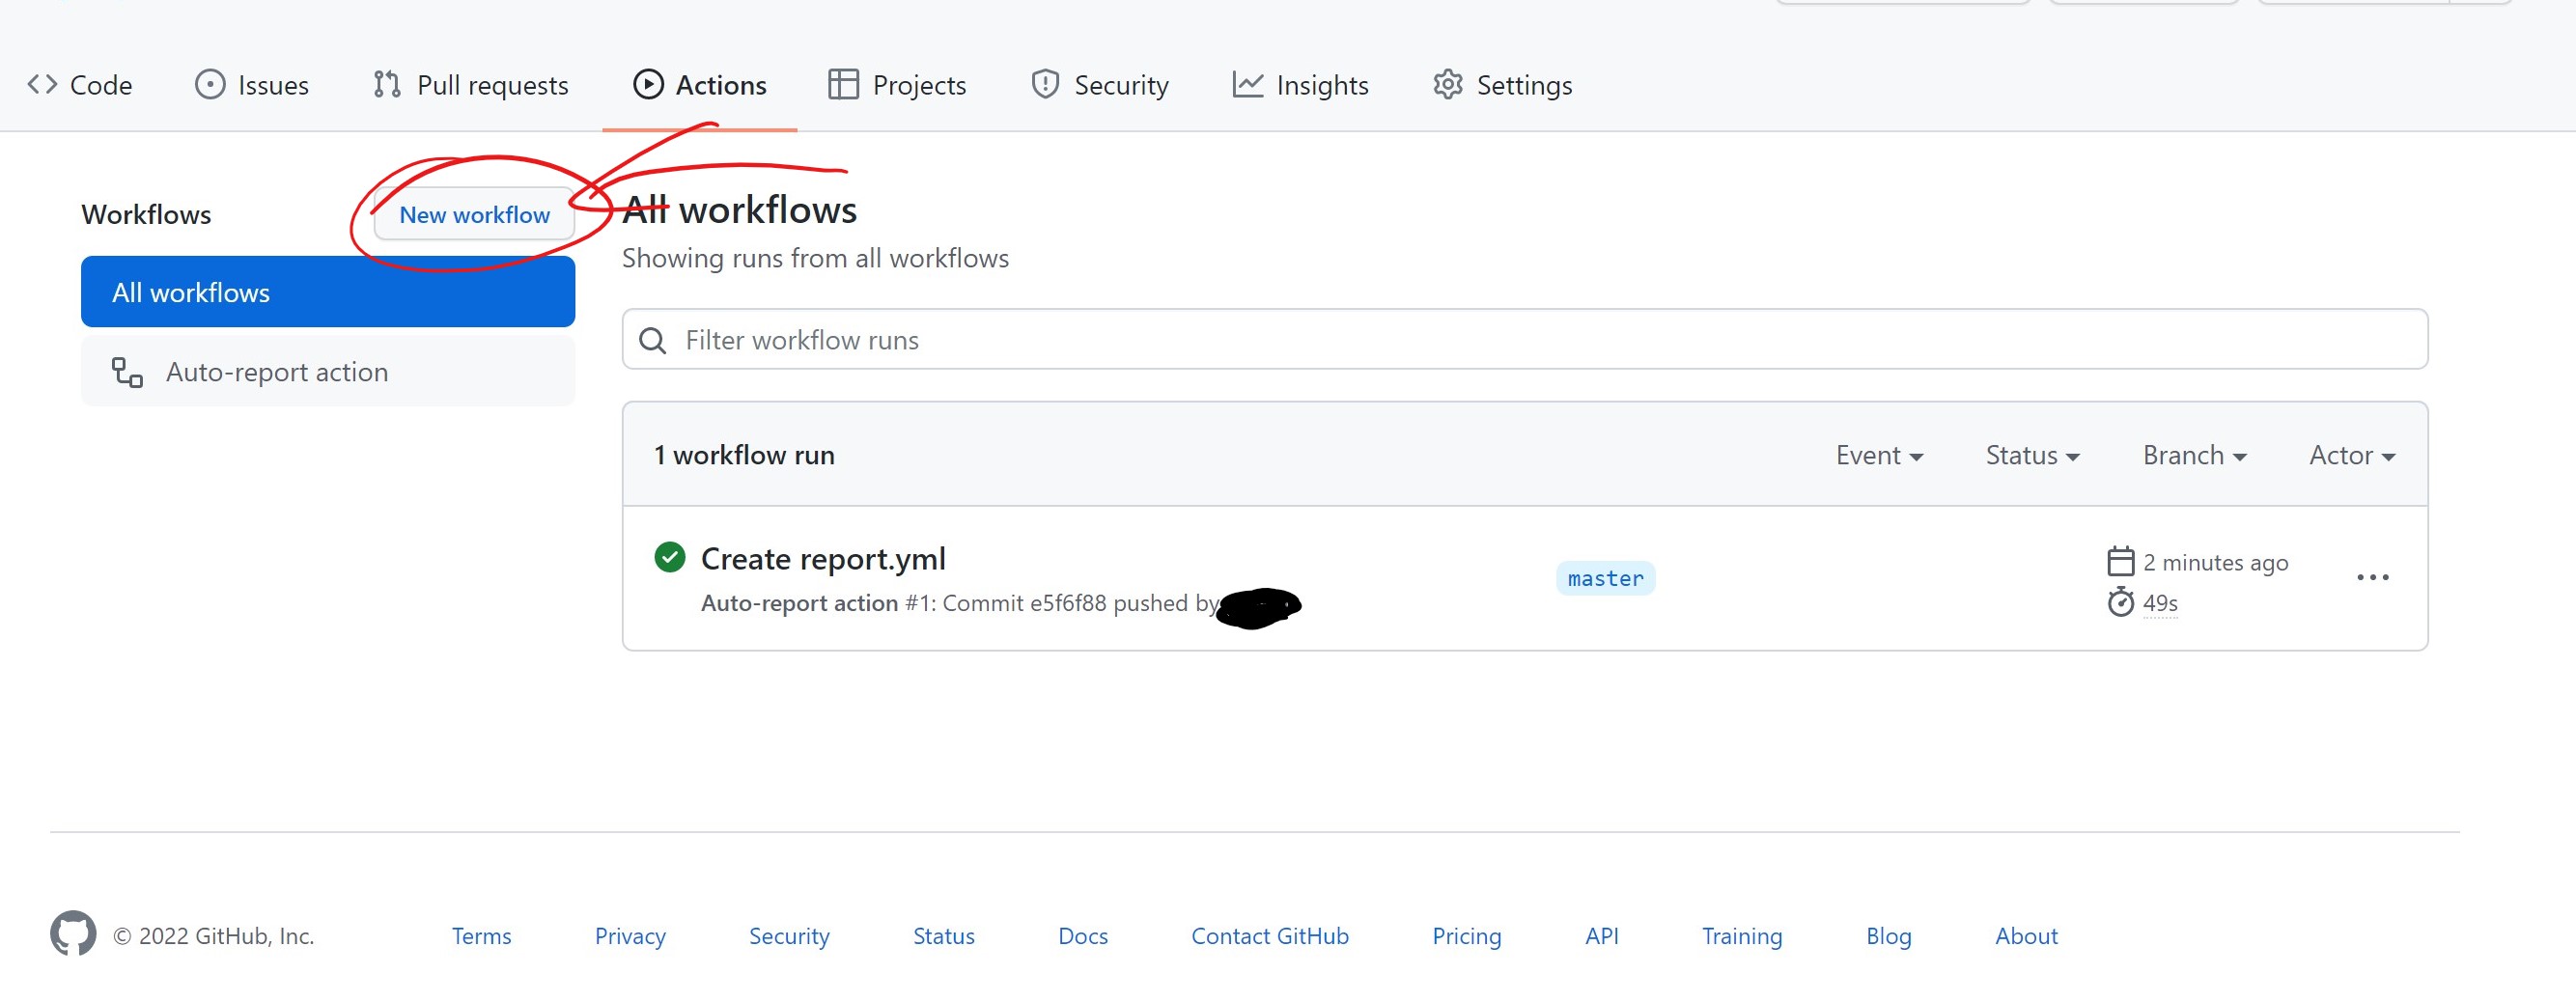 Code Issues Pull requests Actions Projects Security Insights Settings
Workflows
New workflow
All workflows
Auto-report action
All workflows
Showing runs from all workflows
Filter workflow runs
1 workflow run
Event Status Branch Actor
Create report.yml
Auto-report action #1: Commit e5f6f88 pushed by
master
2 minutes ago
49s
© 2022 GitHub, Inc. Terms Privacy Security Status Docs Contact GitHub Pricing API Training Blog About